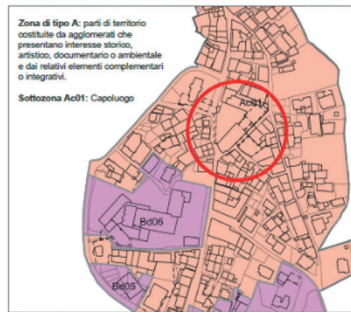 Zona di tipo A: parti di territorio
costituite da agglomerati che
presentano interesse storico,
artistico, documentario o ambientale
e dai relativi elementi complementari
o integrativi.
Sottozona Ac01: Capoluogo
Ac01
Bd06
Bd05